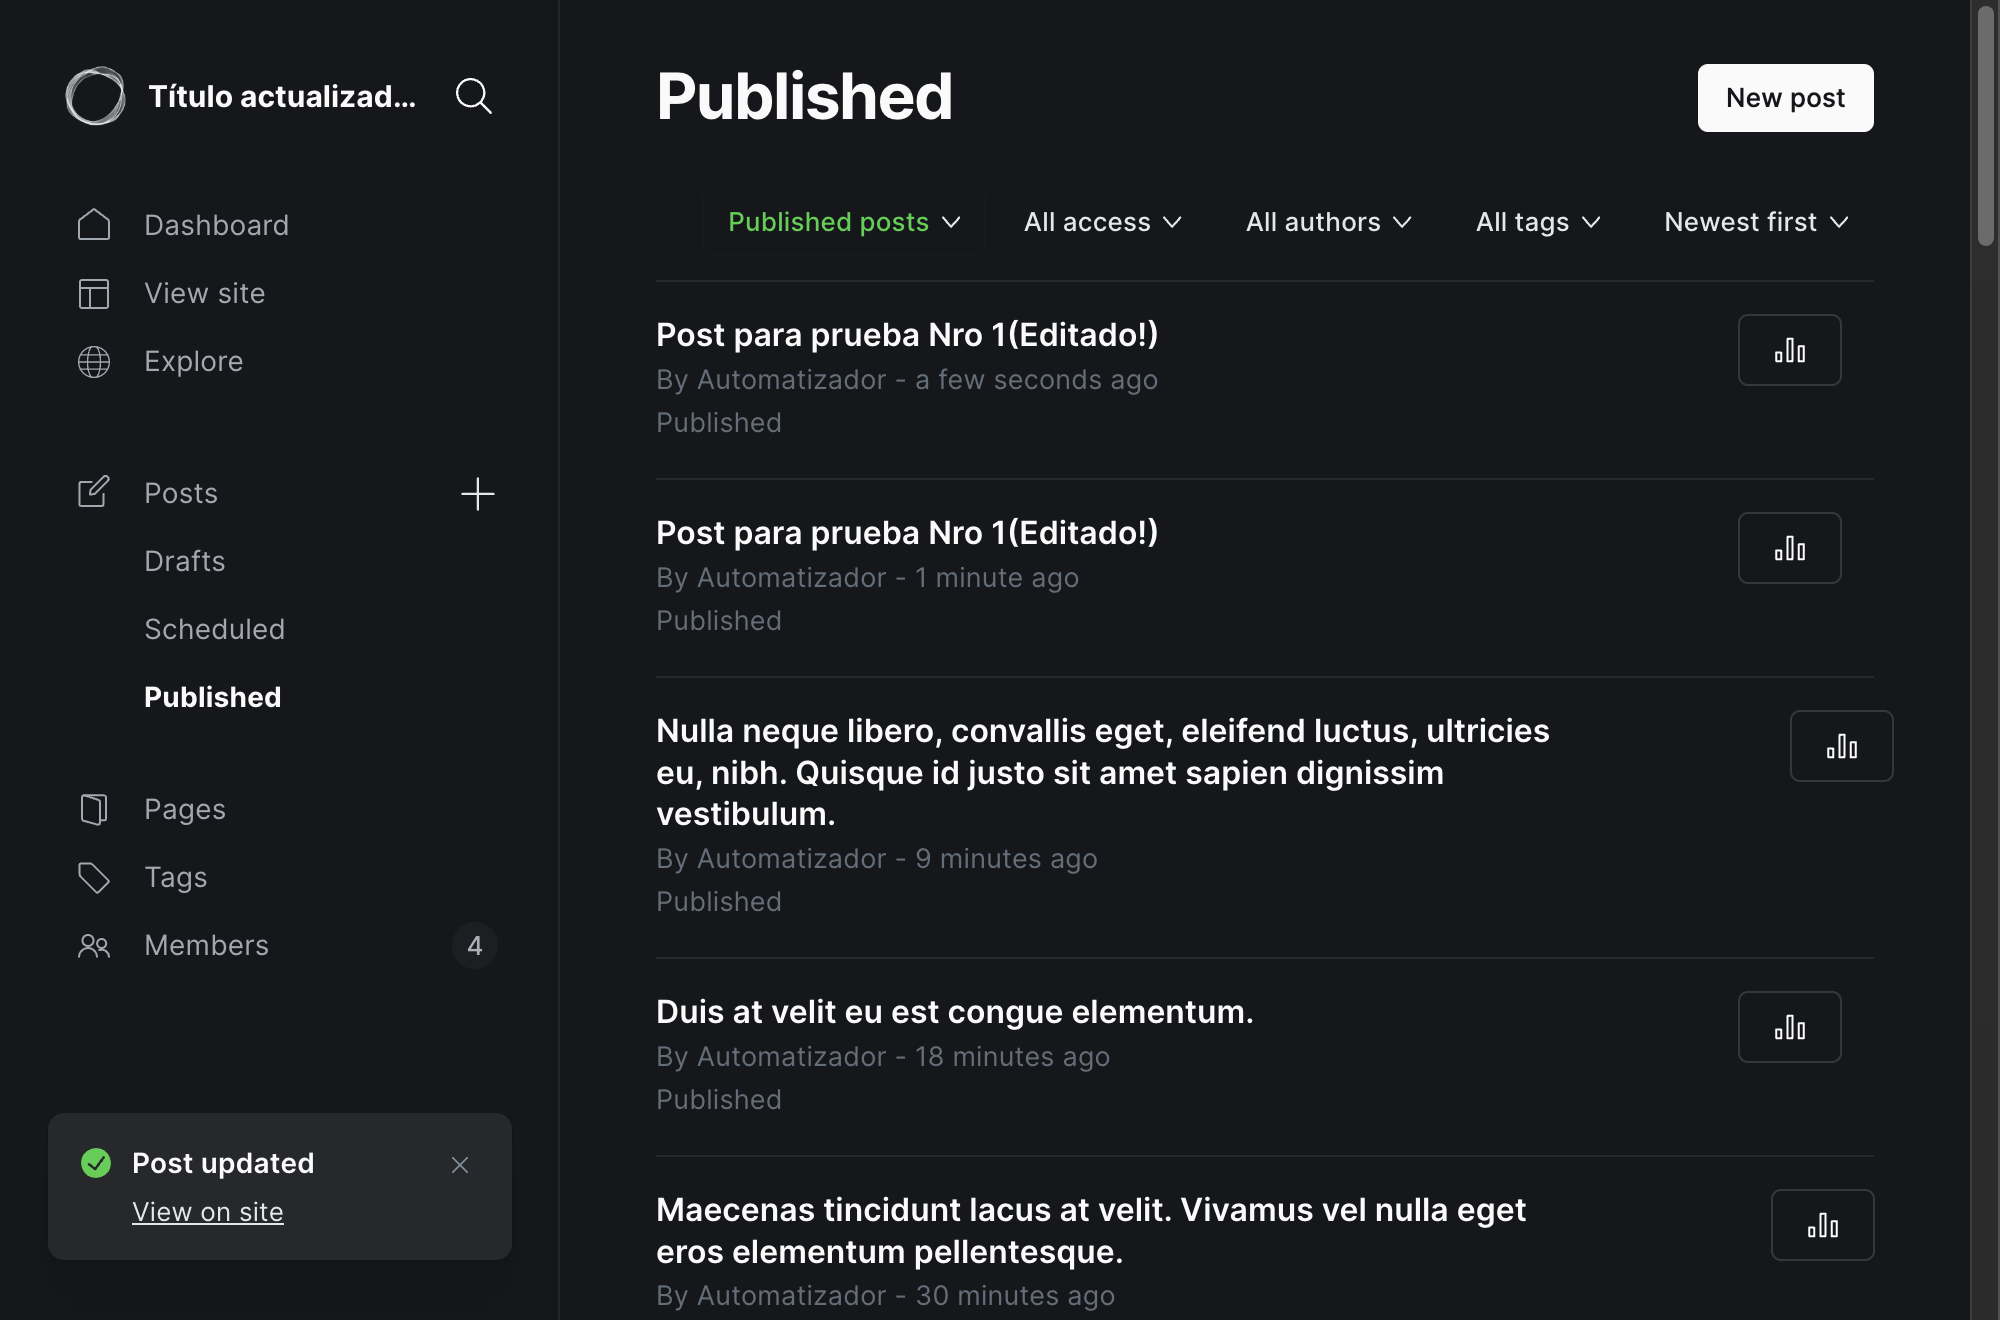 Título actualizad...
Dashboard
View site
Explore
Posts
Drafts
Scheduled
Published
Pages
Tags
Members
4
Post updated
View on site
Published
New post
Published posts
All access
All authors
All tags
Newest first
Post para prueba Nro 1(Editado!)
By Automatizador - a few seconds ago
Published
Post para prueba Nro 1(Editado!)
By Automatizador - 1 minute ago
Published
Nulla neque libero, convallis eget, eleifend luctus, ultricies
eu, nibh. Quisque id justo sit amet sapien dignissim
vestibulum.
By Automatizador - 9 minutes ago
Published
Duis at velit eu est congue elementum.
By Automatizador - 18 minutes ago
Published
Maecenas tincidunt lacus at velit. Vivamus vel nulla eget
eros elementum pellentesque.
By Automatizador - 30 minutes ago